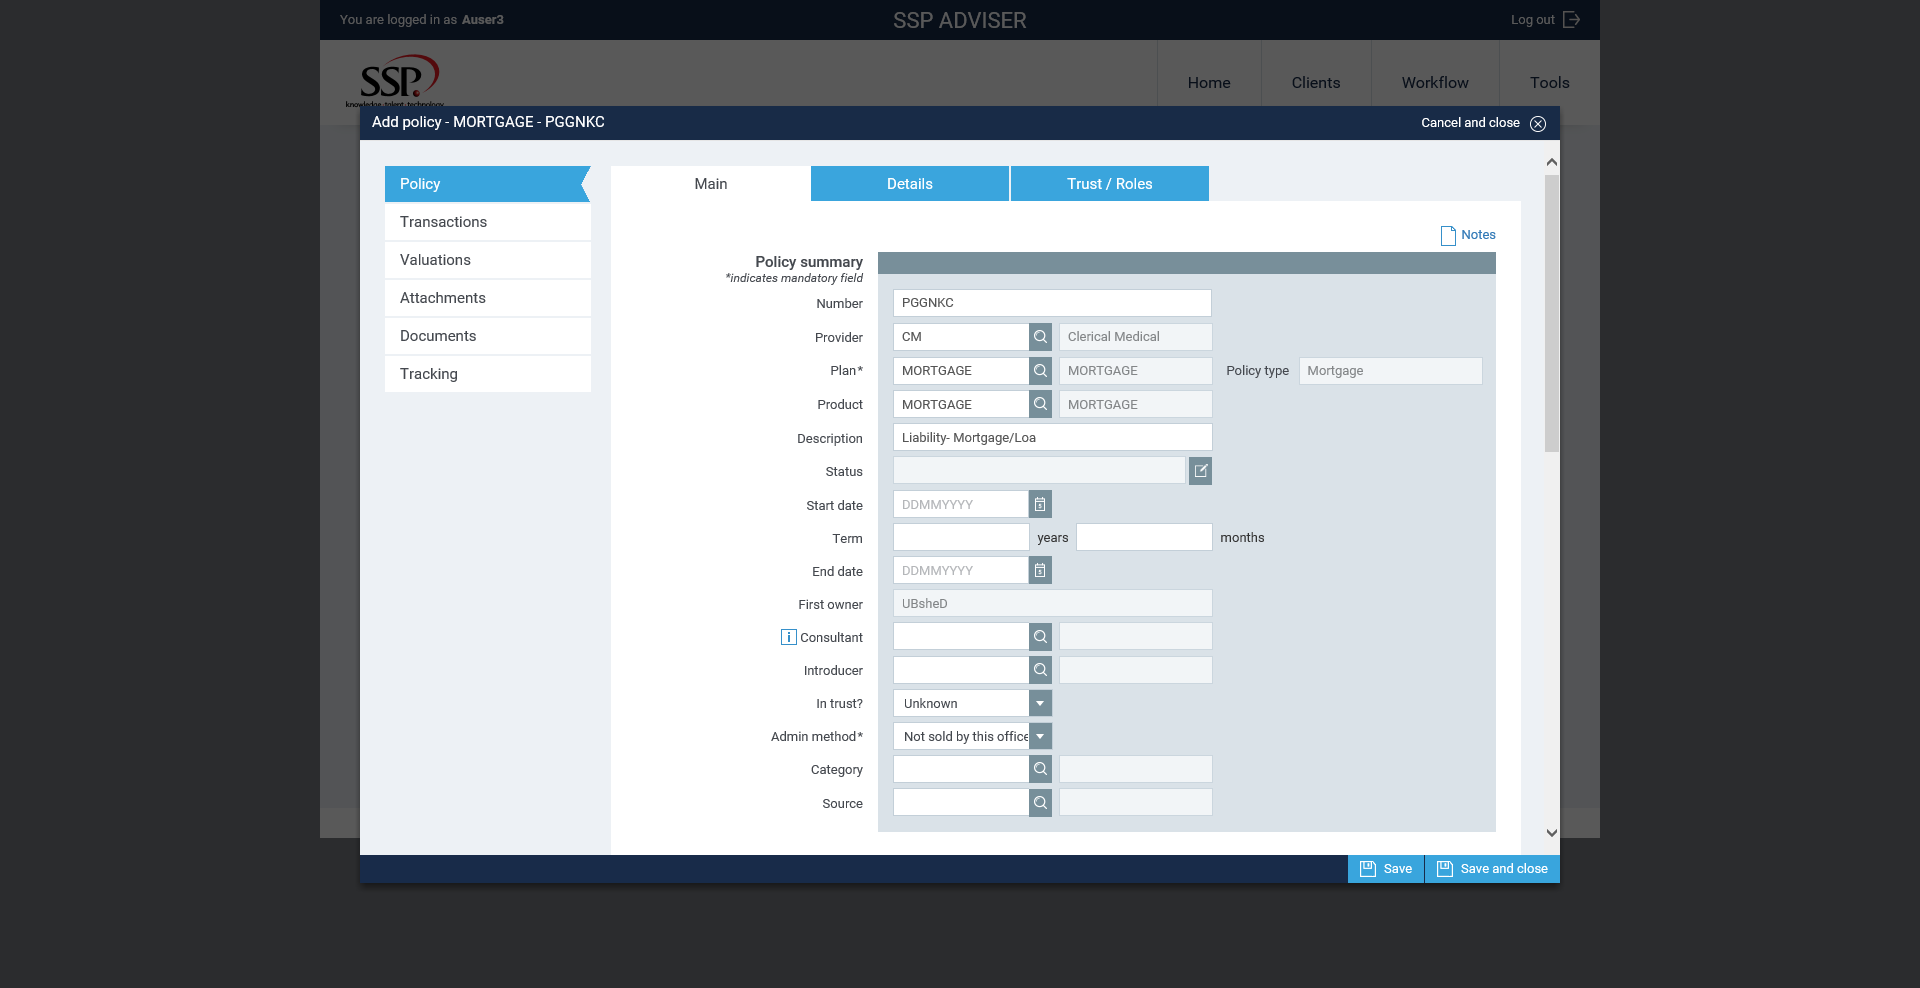 You are logged in as Auser3
SSP ADVISER
Log out
SSP.
knowledge. talent. technology
Home
Clients
Workflow
Tools
Add policy - MORTGAGE - PGGNKC
Cancel and close
Policy
Transactions
Valuations
Attachments
Documents
Tracking
Main
Details
Trust / Roles
Notes
Policy summary
*indicates mandatory field
Number PGGNKC
Provider CM Clerical Medical
Plan* MORTGAGE MORTGAGE Policy type Mortgage
Product MORTGAGE MORTGAGE
Description Liability- Mortgage/Loa
Status
Start date DDMMYYYY
Term years months
End date DDMMYYYY
First owner UBsheD
i Consultant
Introducer
In trust? Unknown
Admin method* Not sold by this office
Category
Source
Save
Save and close